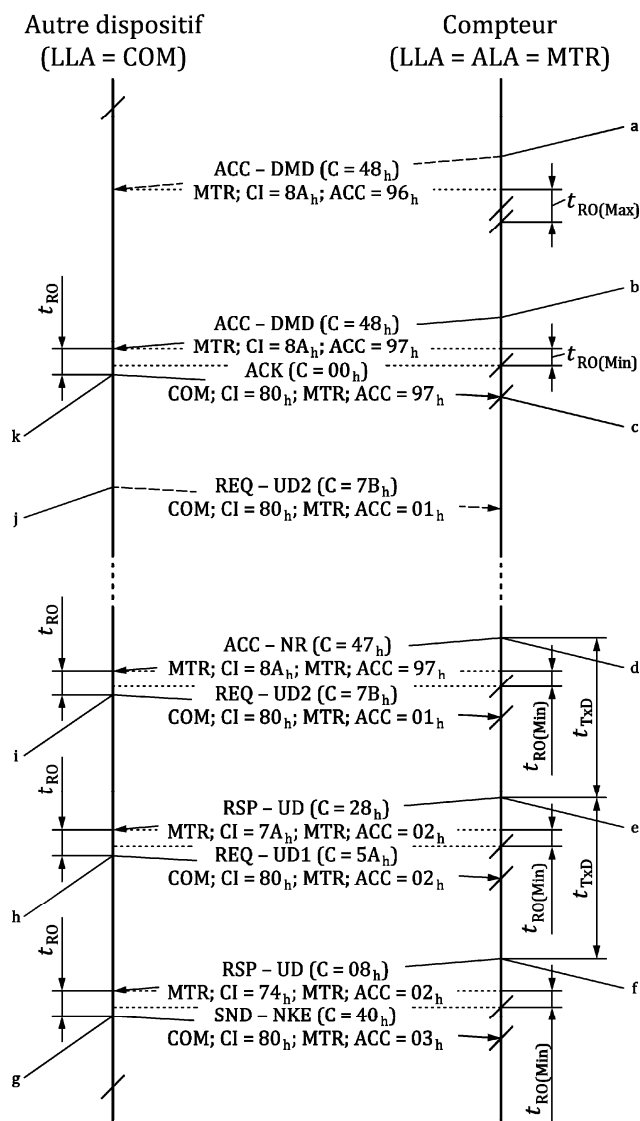 Autre dispositif
(LLA = COM)
Compteur
(LLA = ALA = MTR)
a
ACC – DMD (C = 48h)
MTR; CI = 8Ah; ACC = 96h
tRO(Max)
b
tRO
ACC – DMD (C = 48h)
MTR; CI = 8Ah; ACC = 97h
tRO(Min)
ACK (C = 00h)
COM; CI = 80h; MTR; ACC = 97h
k
c
REQ – UD2 (C = 7Bh)
COM; CI = 80h; MTR; ACC = 01h
j
tRO
ACC – NR (C = 47h)
MTR; CI = 8Ah; MTR; ACC = 97h
d
REQ – UD2 (C = 7Bh)
COM; CI = 80h; MTR; ACC = 01h
i
tRO(Min)
tTxD
tRO
RSP – UD (C = 28h)
MTR; CI = 7Ah; MTR; ACC = 02h
e
REQ – UD1 (C = 5Ah)
COM; CI = 80h; MTR; ACC = 02h
h
tRO(Min)
tTxD
tRO
RSP – UD (C = 08h)
MTR; CI = 74h; MTR; ACC = 02h
f
SND – NKE (C = 40h)
COM; CI = 80h; MTR; ACC = 03h
g
tRO(Min)